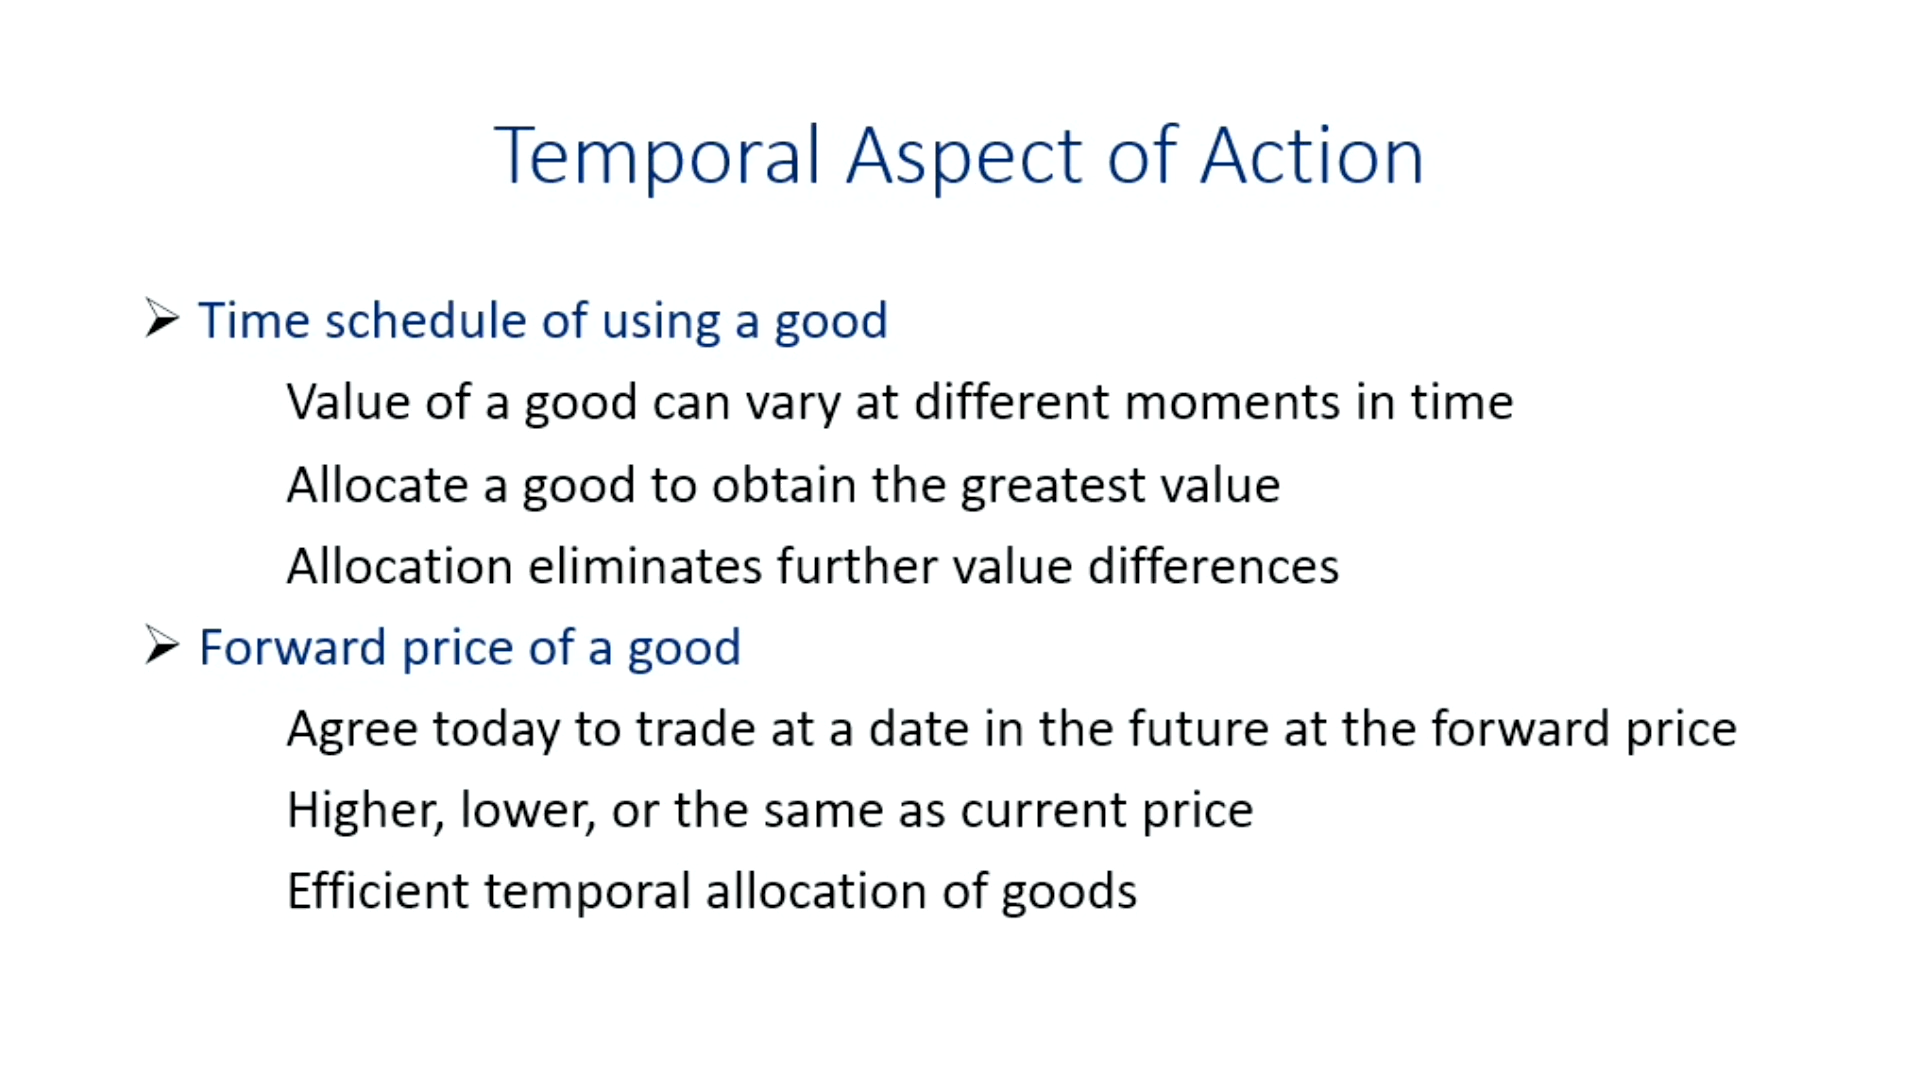 Temporal Aspect of Action
Time schedule of using a good
Value of a good can vary at different moments in time
Allocate a good to obtain the greatest value
Allocation eliminates further value differences
Forward price of a good
Agree today to trade at a date in the future at the forward price
Higher, lower, or the same as current price
Efficient temporal allocation of goods